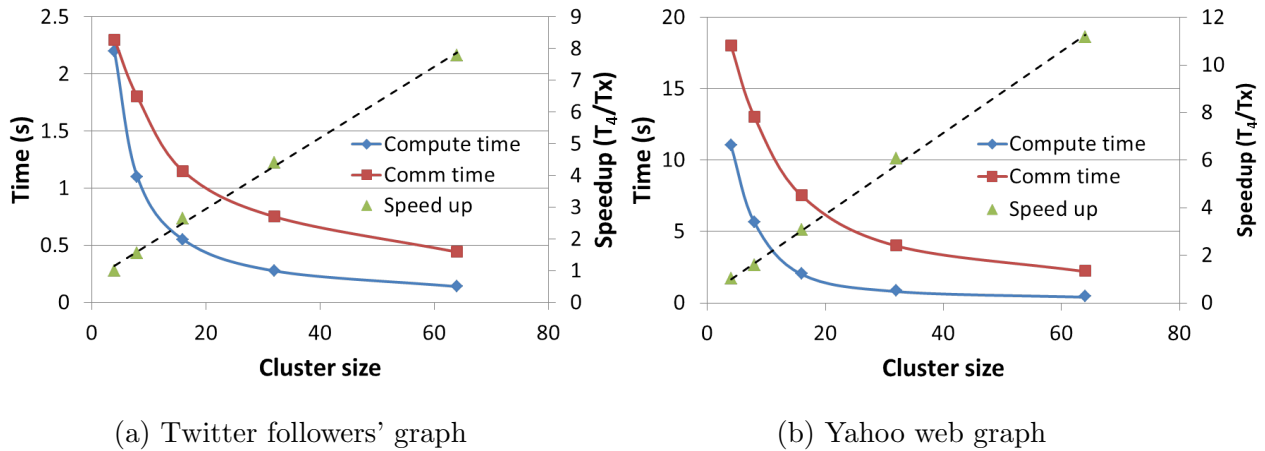 2.5
2
1.5
1
0.5
0
Time (s)
9
8
7
6
5
4
3
2
1
0
Speedup (T4/Tx)
Compute time
Comm time
Speed up
0 20 40 60 80
Cluster size
(a) Twitter followers' graph
20
15
10
5
0
Time (s)
12
10
8
6
4
2
0
Speedup (T4/Tx)
Compute time
Comm time
Speed up
0 20 40 60 80
Cluster size
(b) Yahoo web graph